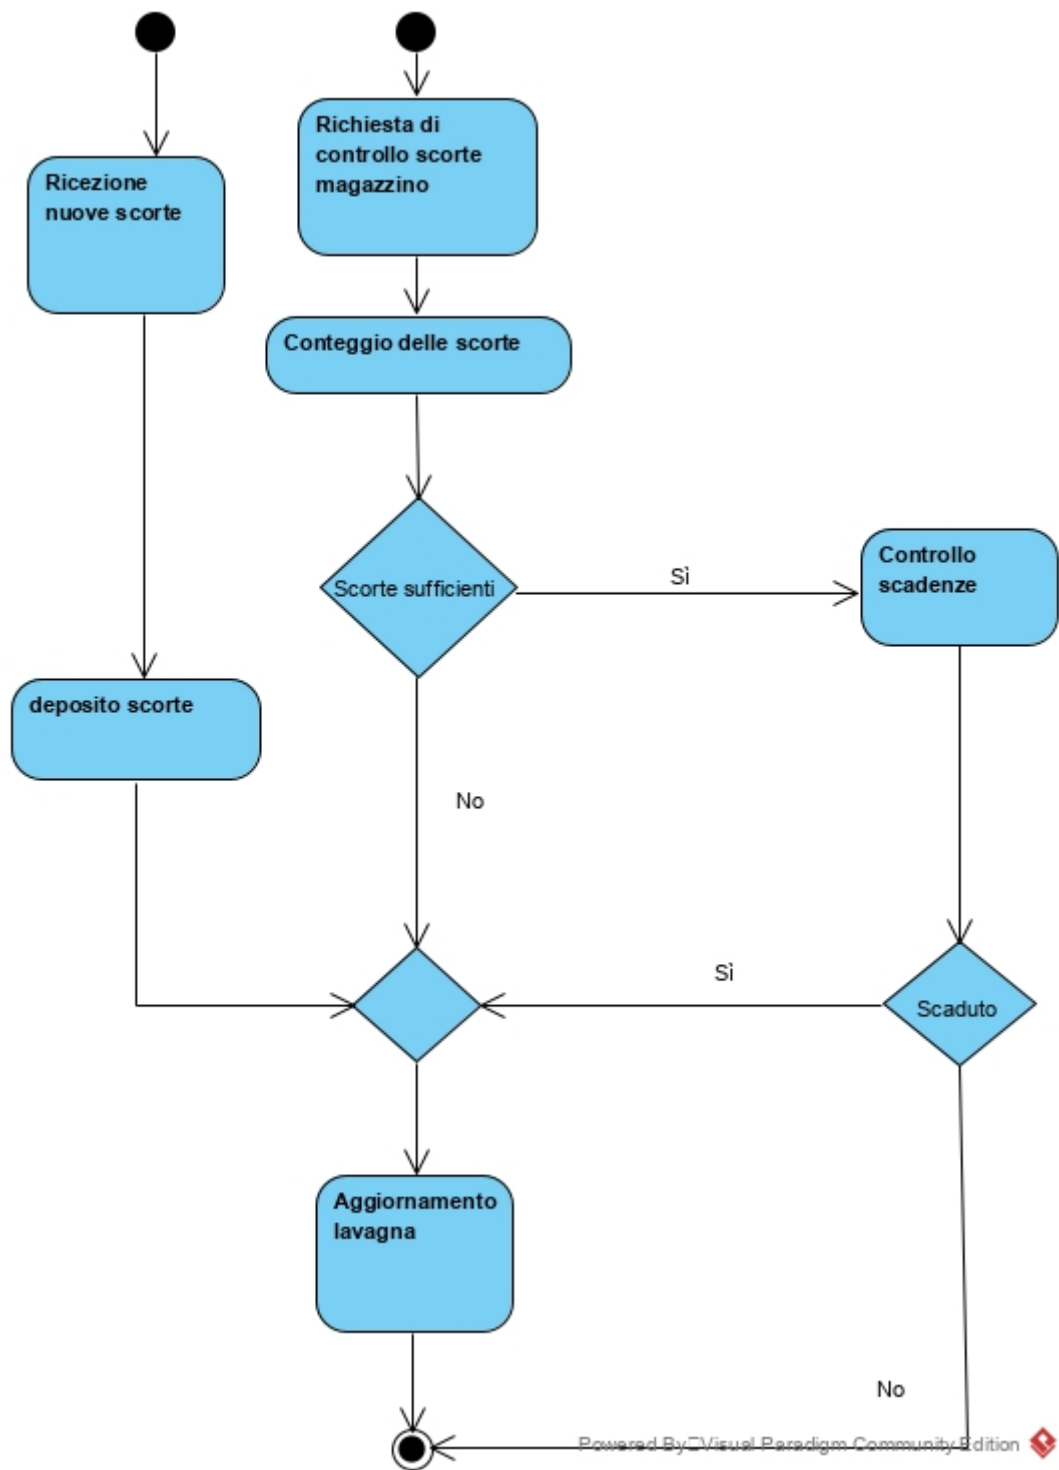 Richiesta di
controllo scorte
magazzino
Ricezione
nuove scorte
Conteggio delle scorte
Scorte sufficienti
Sì
Controllo
scadenze
deposito scorte
No
Sì
Scaduto
Aggiornamento
lavagna
No
Powered By Visual Paradigm Community Edition